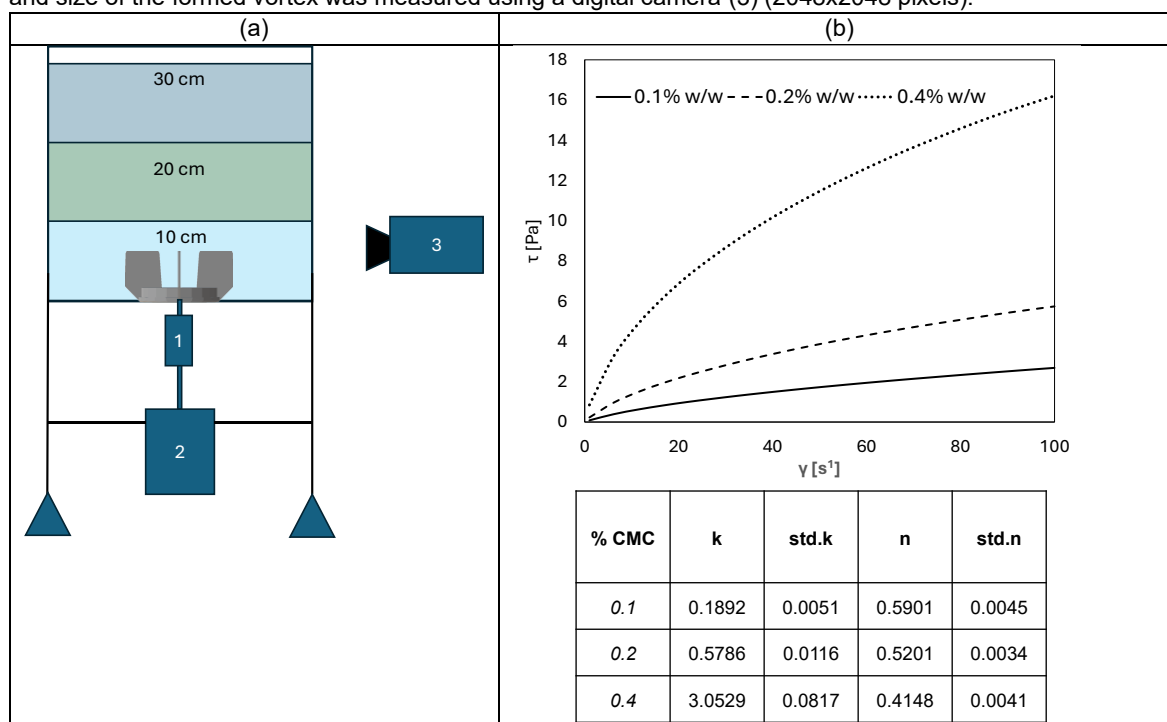 and size of the formed vortex was measured using a digital camera (3) (2048x2048 pixels).
(a) (b)
30 cm
20 cm
10 cm
1
2
3
18
16
14
12
10
8
6
4
2
0
τ [Pa]
0.1% w/w 0.2% w/w 0.4% w/w
0 20 40 60 80 100
γ [s¹]
% CMC k std.k n std.n
0.1 0.1892 0.0051 0.5901 0.0045
0.2 0.5786 0.0116 0.5201 0.0034
0.4 3.0529 0.0817 0.4148 0.0041